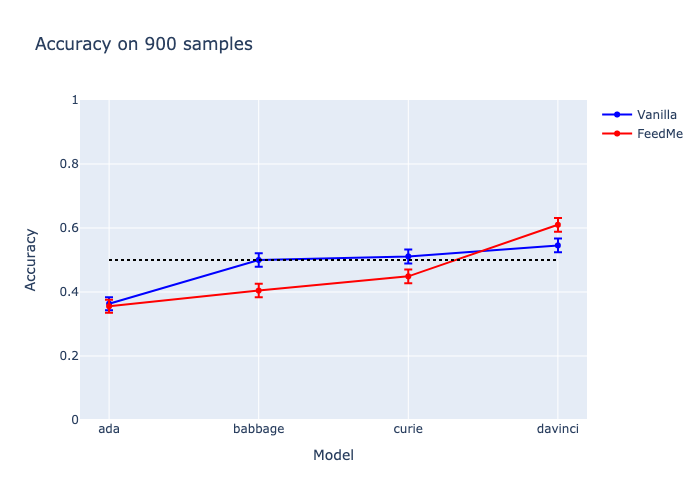 Accuracy on 900 samples
1
0.8
0.6
0.4
0.2
0
Accuracy
ada
babbage
curie
davinci
Model
Vanilla
FeedMe